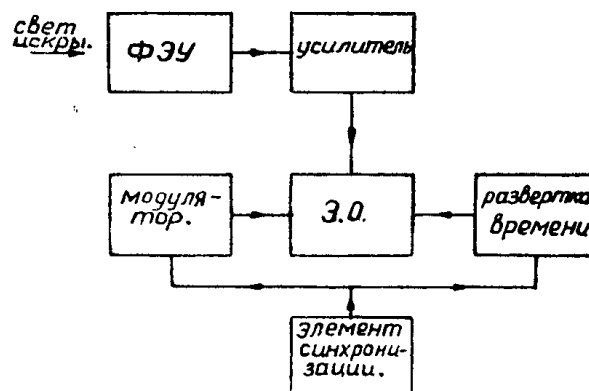 свет
искры.
ФЭУ
усилитель
модуля-
тор.
Э.О.
развертка
времени
элемент
синхрони-
зации.